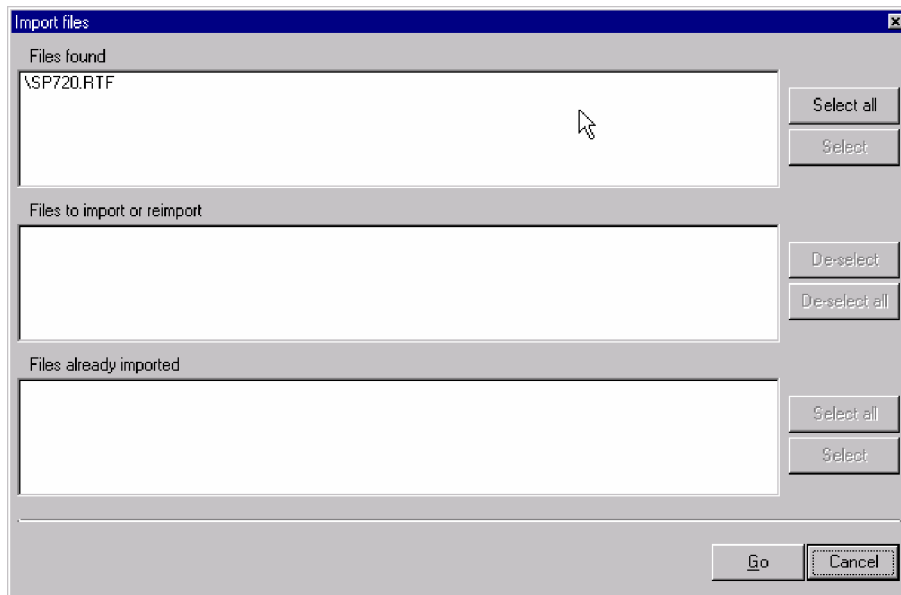 Import files
Files found
\SP720.RTF
Select all
Select
Files to import or reimport
De-select
De-select all
Files already imported
Select all
Select
Go
Cancel